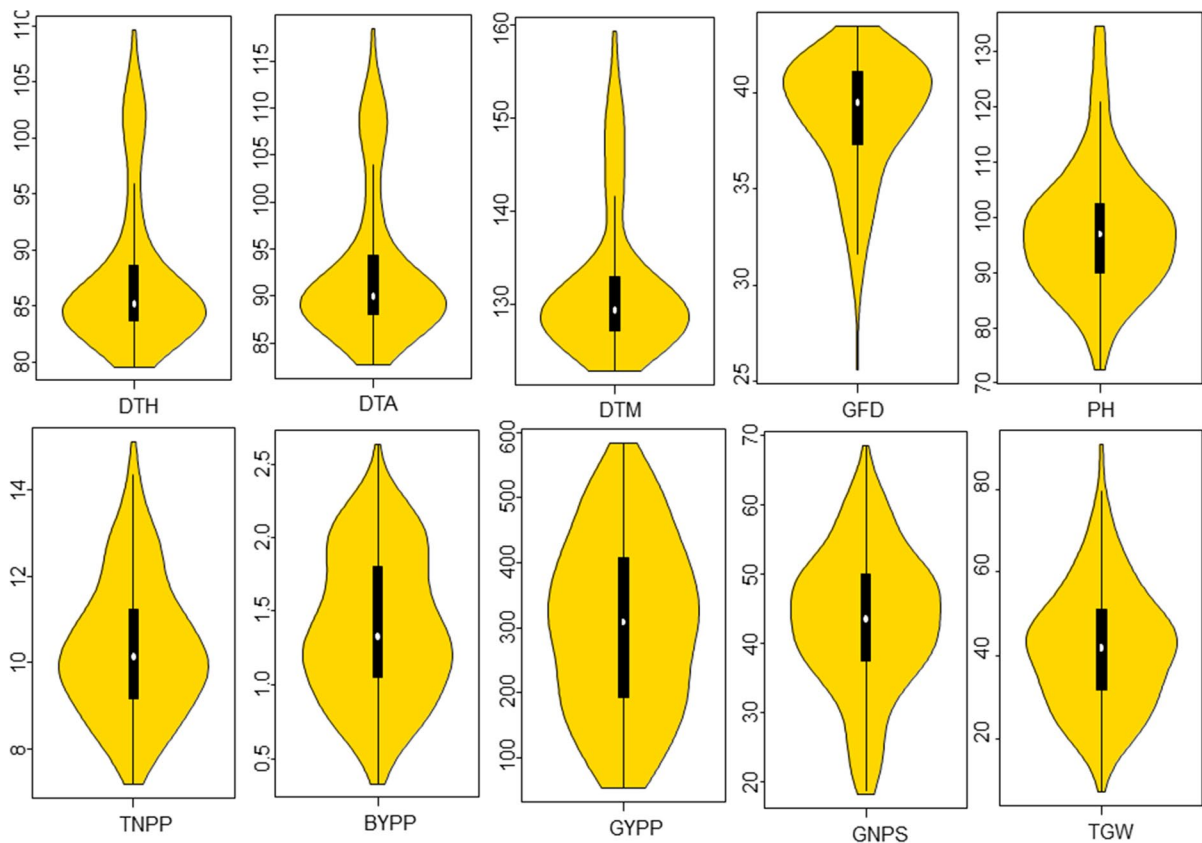 80 85 90 95 100 105 110
DTH
85 90 95 100 105 110 115
DTA
130 140 150 160
DTM
25 30 35 40
GFD
70 80 90 100 110 120 130
PH
8 10 12 14
TNPP
0.5 1.0 1.5 2.0 2.5
BYPP
100 200 300 400 500 600
GYPP
20 30 40 50 60 70
GNPS
20 40 60 80
TGW